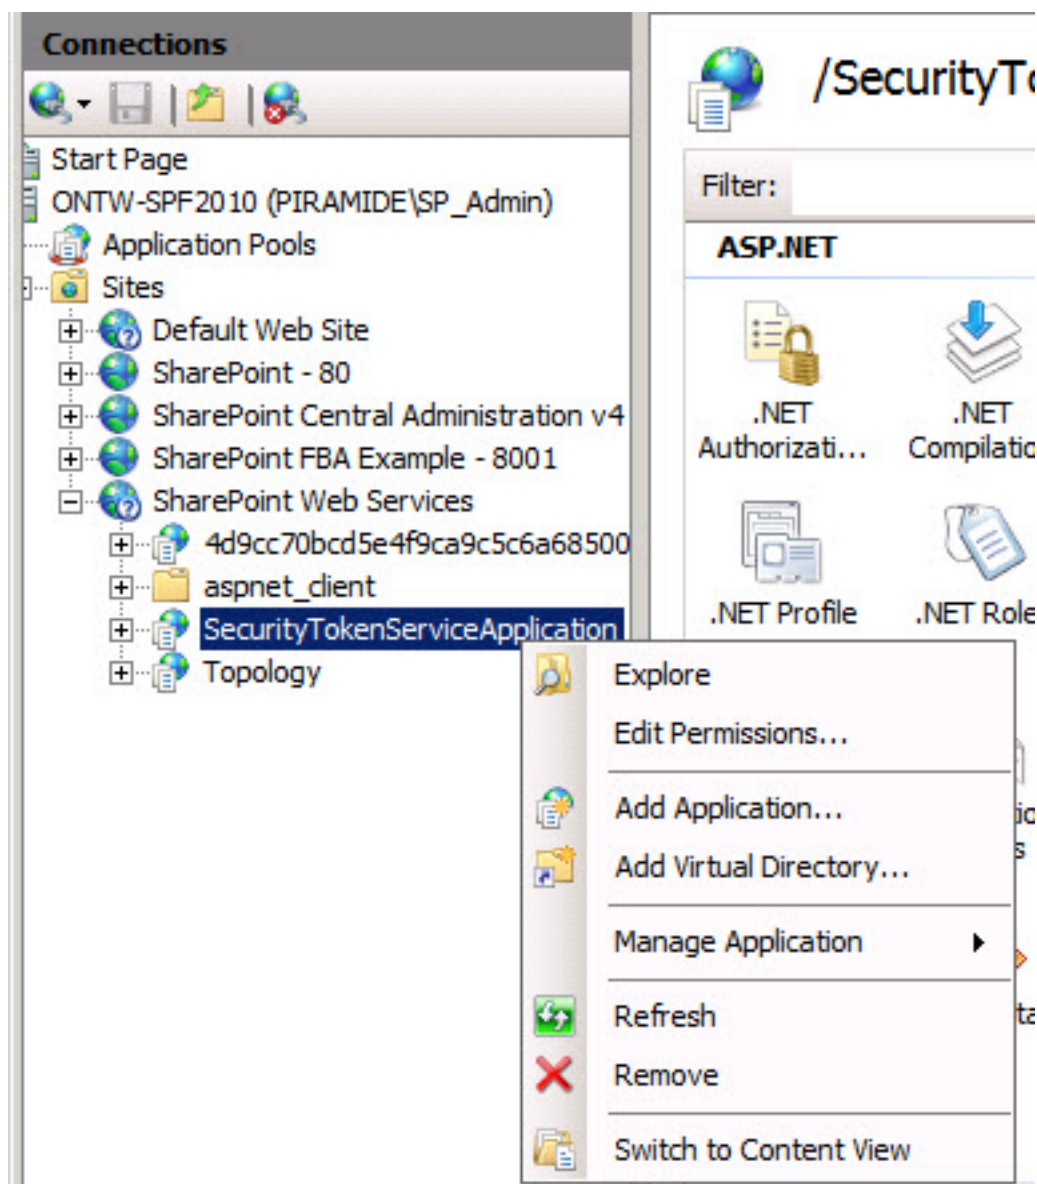 Connections
/SecurityTo
Start Page
ONTW-SPF2010 (PIRAMIDE\SP_Admin)
Application Pools
Sites
Default Web Site
SharePoint - 80
SharePoint Central Administration v4
SharePoint FBA Example - 8001
SharePoint Web Services
4d9cc70bcd5e4f9ca9c5c6a68500
aspnet_client
SecurityTokenServiceApplication
Topology
Filter:
ASP.NET
.NET
Authorizati...
.NET
Compilatio
.NET Profile
.NET Role
Explore
Edit Permissions...
Add Application...
Add Virtual Directory...
Manage Application
Refresh
Remove
Switch to Content View